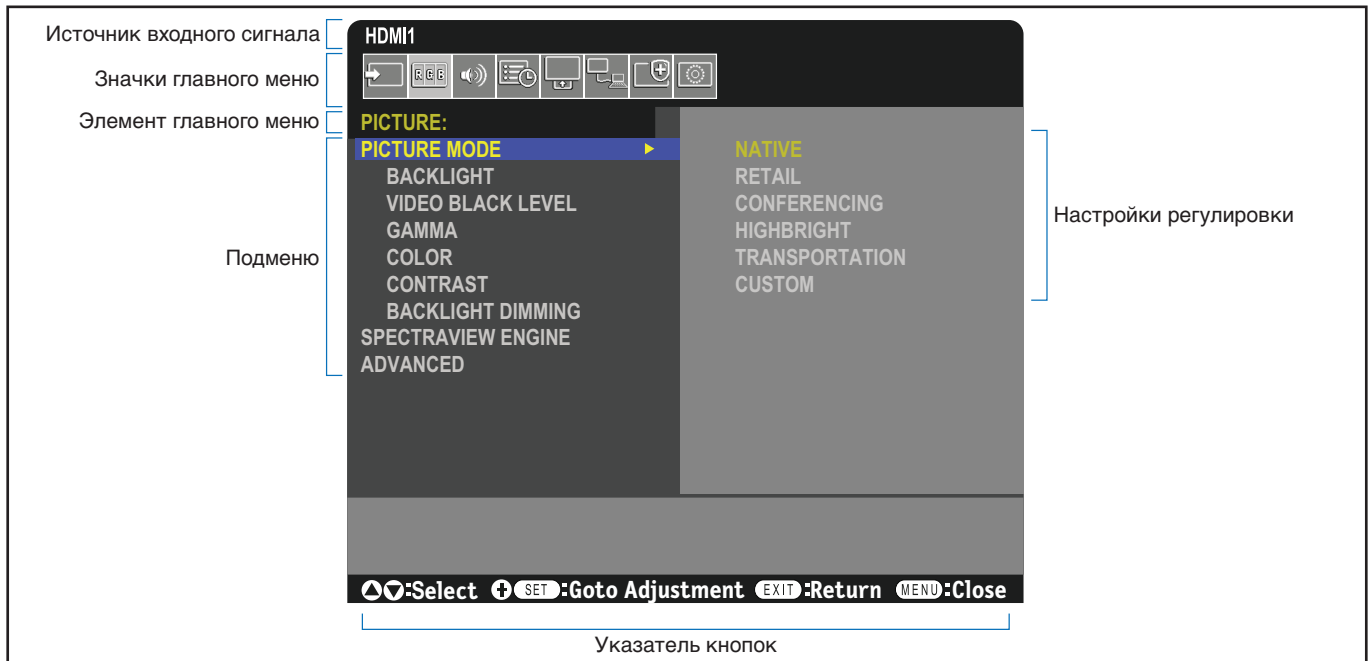 Источник входного сигнала
HDMI1
Значки главного меню
RGB
Элемент главного меню
PICTURE:
Подменю
PICTURE MODE
BACKLIGHT
VIDEO BLACK LEVEL
GAMMA
COLOR
CONTRAST
BACKLIGHT DIMMING
SPECTRAVIEW ENGINE
ADVANCED
NATIVE
RETAIL
CONFERENCING
HIGHBRIGHT
TRANSPORTATION
CUSTOM
Настройки регулировки
:Select SET:Goto Adjustment EXIT:Return MENU:Close
Указатель кнопок